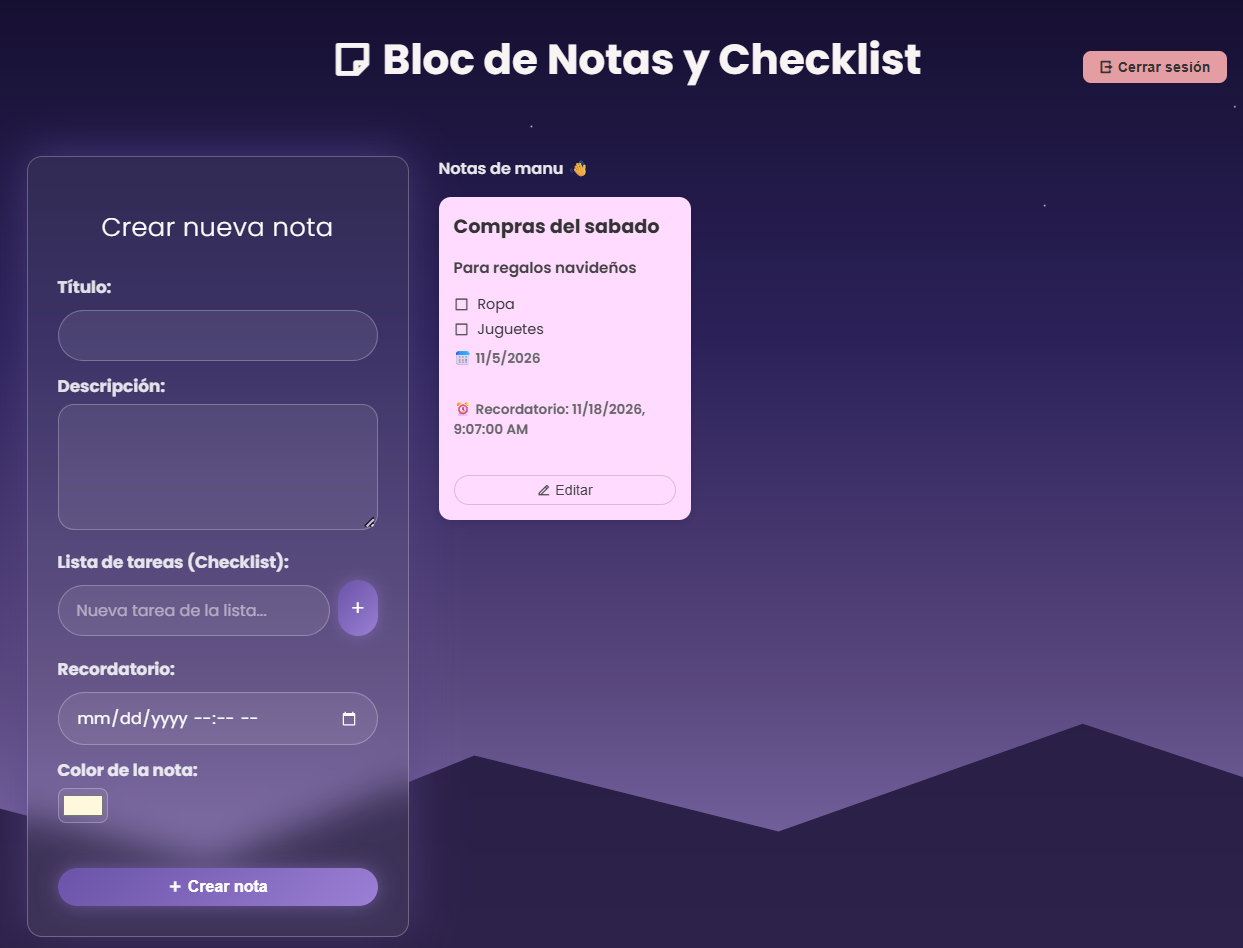 Bloc de Notas y Checklist
Cerrar sesión
Crear nueva nota
Título:
Descripción:
Lista de tareas (Checklist):
Nueva tarea de la lista...
+
Recordatorio:
mm/dd/yyyy --:-- --
Color de la nota:
+ Crear nota
Notas de manu 👋
Compras del sabado
Para regalos navideños
Ropa
Juguetes
11/5/2026
Recordatorio: 11/18/2026,
9:07:00 AM
Editar